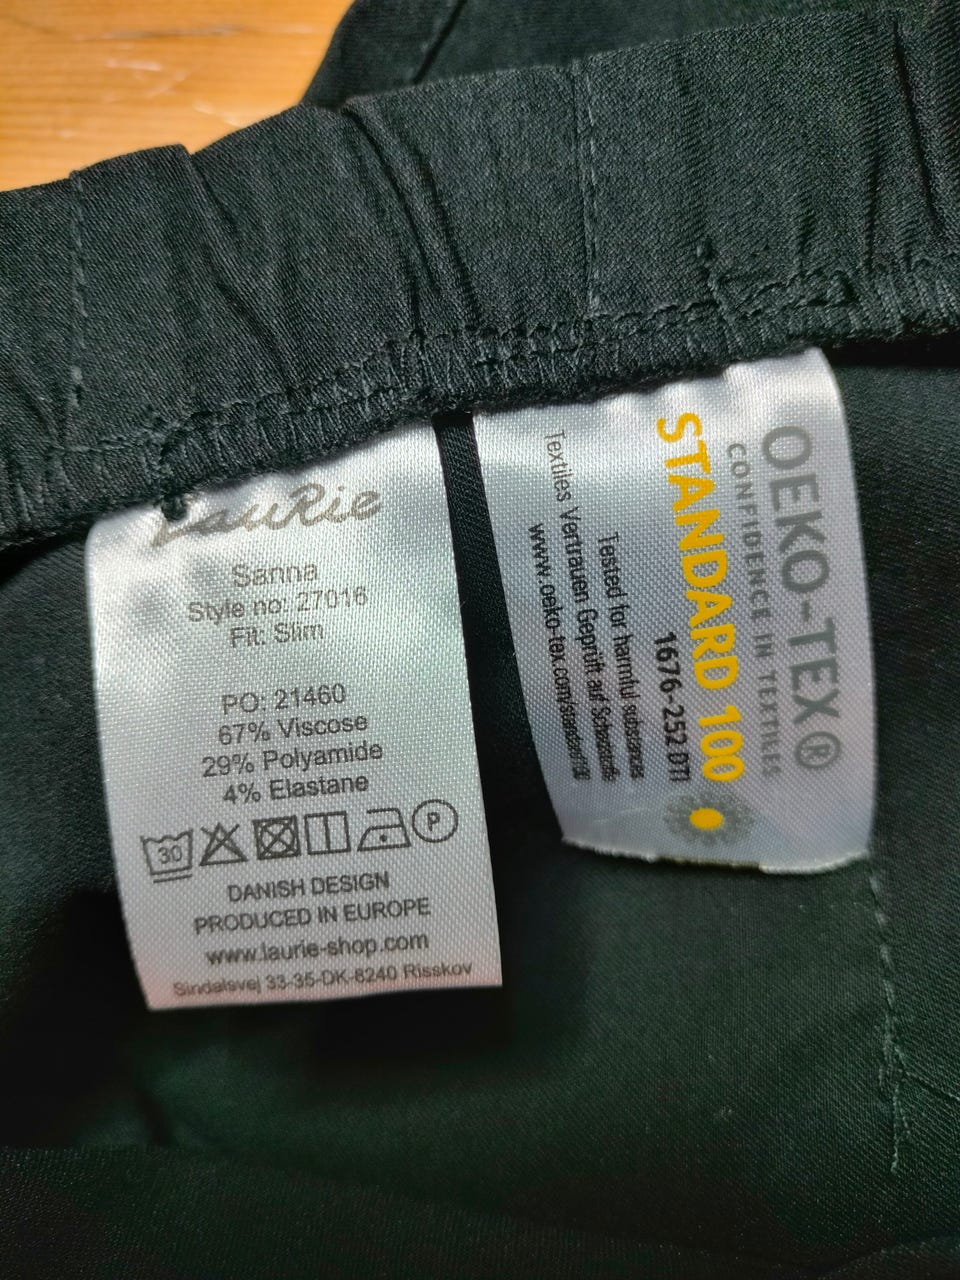 LauRie
Sanna
Style no: 27016
Fit: Slim
PO: 21460
67% Viscose
29% Polyamide
4% Elastane
30
P
DANISH DESIGN
PRODUCED IN EUROPE
www.laurie-shop.com
Sindalsvej 33-35-DK-8240 Risskov
OEKO-TEX®
CONFIDENCE IN TEXTILES
STANDARD 100
1676-252 DTI
Tested for harmful substances
Textiles Vertrauen Geprüft auf Schadstoffe
www.oeko-tex.com/standard100